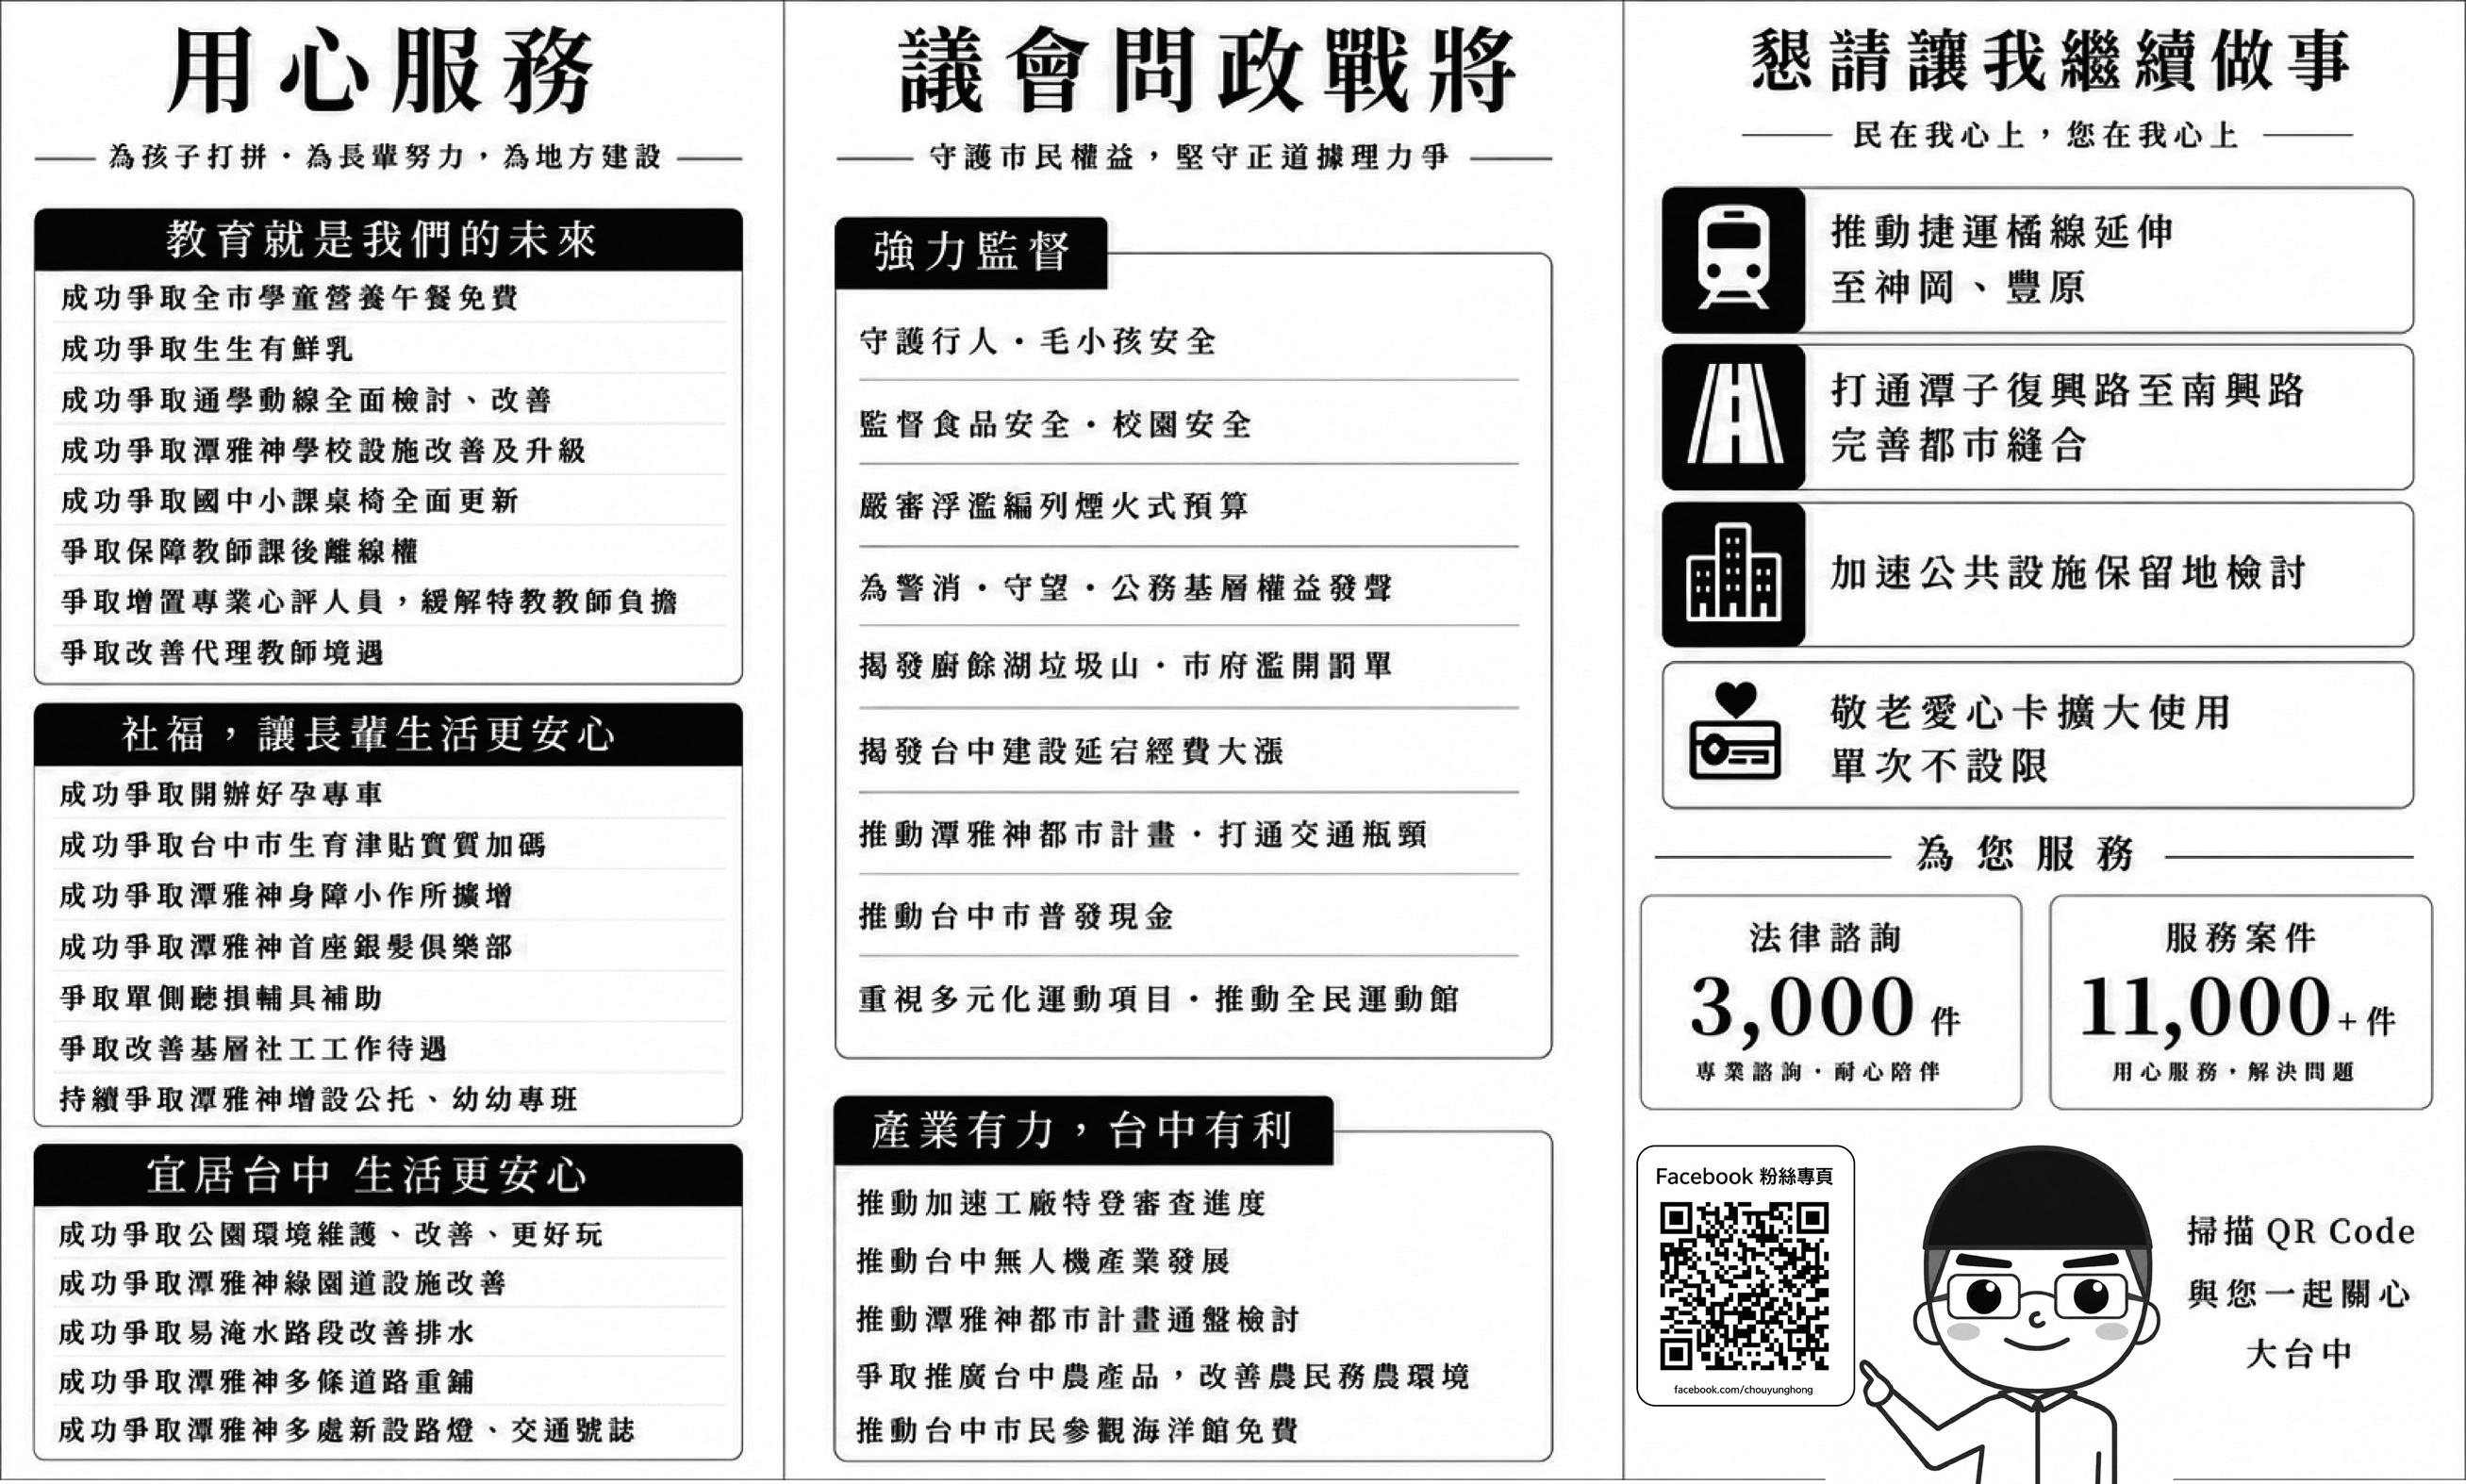 用心服務
為孩子打拼・為長輩努力，為地方建設
教育就是我們的未來
成功爭取全市學童營養午餐免費
成功爭取生生有鮮乳
成功爭取通學動線全面檢討、改善
成功爭取潭雅神學校設施改善及升級
成功爭取國中小課桌椅全面更新
爭取保障教師課後離線權
爭取增置專業心評人員，緩解特教教師負擔
爭取改善代理教師境遇
社福，讓長輩生活更安心
成功爭取開辦好孕專車
成功爭取台中市生育津貼實質加碼
成功爭取潭雅神身障小作所擴增
成功爭取潭雅神首座銀髮俱樂部
爭取單側聽損輔具補助
爭取改善基層社工工作待遇
持續爭取潭雅神增設公托、幼幼專班
宜居台中 生活更安心
成功爭取公園環境維護、改善、更好玩
成功爭取潭雅神綠園道設施改善
成功爭取易淹水路段改善排水
成功爭取潭雅神多條道路重鋪
成功爭取潭雅神多處新設路燈、交通號誌
議會問政戰將
守護市民權益，堅守正道據理力爭
強力監督
守護行人・毛小孩安全
監督食品安全・校園安全
嚴審浮濫編列煙火式預算
為警消・守望・公務基層權益發聲
揭發廚餘湖垃圾山・市府濫開罰單
揭發台中建設延宕經費大漲
推動潭雅神都市計畫・打通交通瓶頸
推動台中市普發現金
重視多元化運動項目・推動全民運動館
產業有力，台中有利
推動加速工廠特登審查進度
推動台中無人機產業發展
推動潭雅神都市計畫通盤檢討
爭取推廣台中農產品，改善農民務農環境
推動台中市民參觀海洋館免費
懇請讓我繼續做事
民在我心上，您在我心上
推動捷運橘線延伸
至神岡、豐原
打通潭子復興路至南興路
完善都市縫合
加速公共設施保留地檢討
敬老愛心卡擴大使用
單次不設限
為您服務
法律諮詢
3,000 件
專業諮詢・耐心陪伴
服務案件
11,000+ 件
用心服務・解決問題
Facebook 粉絲專頁
facebook.com/chouyunghong
掃描 QR Code
與您一起關心
大台中